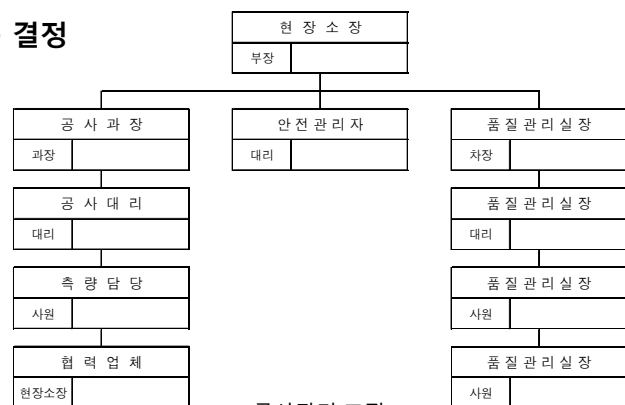 결정
현 장 소 장
부장
공 사 과 장
과장
안 전 관 리 자
대리
품 질 관 리 실 장
차장
공 사 대 리
대리
품 질 관 리 실 장
대리
측 량 담 당
사원
품 질 관 리 실 장
사원
협 력 업 체
현장소장
품 질 관 리 실 장
사원